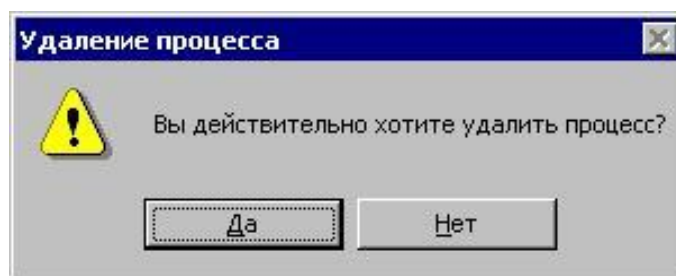 Удаление процесса
Вы действительно хотите удалить процесс?
Да
Нет